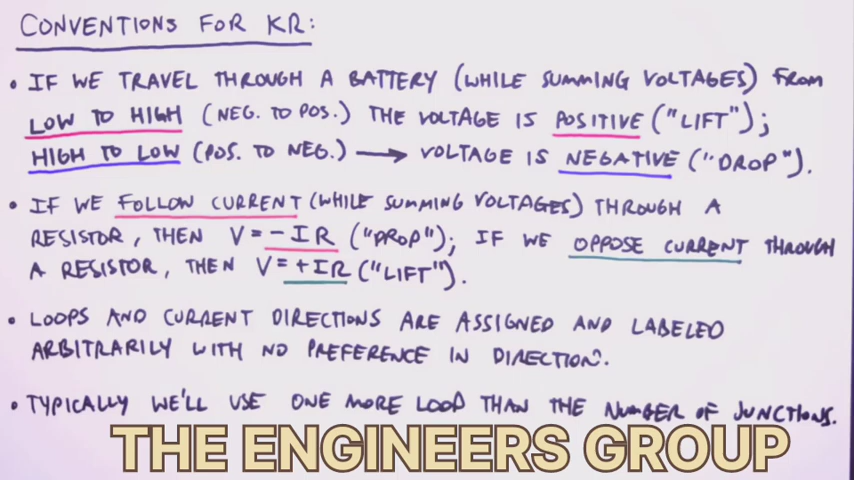 CONVENTIONS FOR KR:
• IF WE TRAVEL THROUGH A BATTERY (WHILE SUMMING VOLTAGES) FROM
LOW TO HIGH (NEG. TO POS.) THE VOLTAGE IS POSITIVE ("LIFT");
HIGH TO LOW (POS. TO NEG.) → VOLTAGE IS NEGATIVE ("DROP").
• IF WE FOLLOW CURRENT (WHILE SUMMING VOLTAGES) THROUGH A
RESISTOR, THEN V = -IR ("DROP"); IF WE OPPOSE CURRENT THROUGH
A RESISTOR, THEN V = +IR ("LIFT").
• LOOPS AND CURRENT DIRECTIONS ARE ASSIGNED AND LABELED
ARBITRARILY WITH NO PREFERENCE IN DIRECTION.
• TYPICALLY WE'LL USE ONE MORE LOOP THAN THE NUMBER OF JUNCTIONS.
THE ENGINEERS GROUP